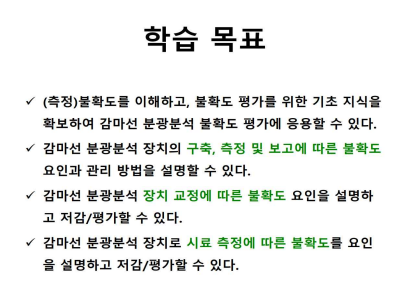 학습 목표
✓ (측정)불확도를 이해하고, 불확도 평가를 위한 기초 지식을
확보하여 감마선 분광분석 불확도 평가에 응용할 수 있다.
✓ 감마선 분광분석 장치의 구축, 측정 및 보고에 따른 불확도
요인과 관리 방법을 설명할 수 있다.
✓ 감마선 분광분석 장치 교정에 따른 불확도 요인을 설명하
고 저감/평가할 수 있다.
✓ 감마선 분광분석 장치로 시료 측정에 따른 불확도를 요인
을 설명하고 저감/평가할 수 있다.